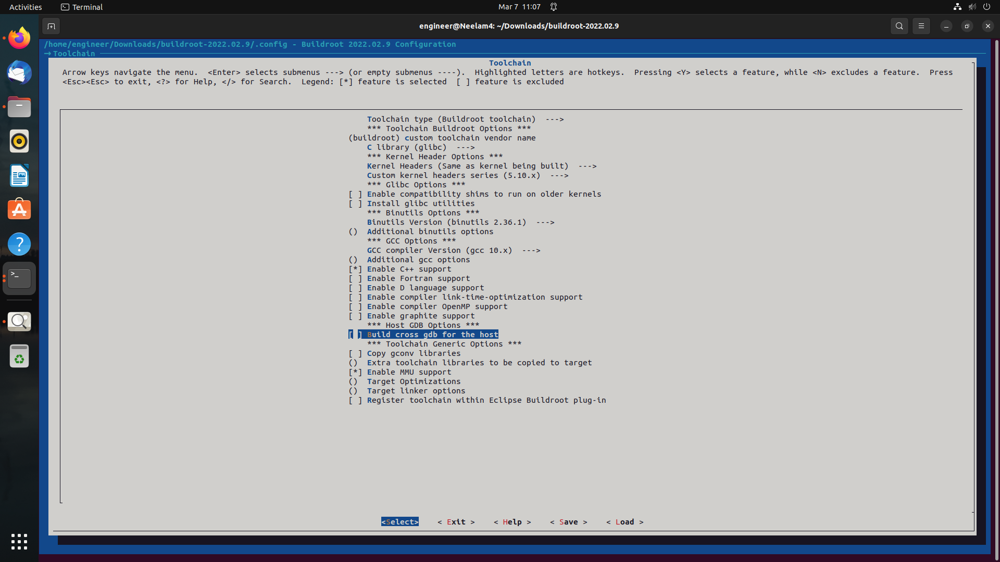 Activities Terminal Mar 7 11:07
engineer@Neelam4: ~/Downloads/buildroot-2022.02.9
/home/engineer/Downloads/buildroot-2022.02.9/.config - Buildroot 2022.02.9 Configuration
→ Toolchain
Toolchain
Arrow keys navigate the menu.  <Enter> selects submenus ---> (or empty submenus ----).  Highlighted letters are hotkeys.  Pressing <Y> selects a feature, while <N> excludes a feature.  Press
<Esc><Esc> to exit, <?> for Help, </> for Search.  Legend: [*] feature is selected  [ ] feature is excluded
Toolchain type (Buildroot toolchain)  --->
*** Toolchain Buildroot Options ***
(buildroot) custom toolchain vendor name
C library (glibc)  --->
*** Kernel Header Options ***
Kernel Headers (Same as kernel being built)  --->
Custom kernel headers series (5.10.x)  --->
*** Glibc Options ***
[ ] Enable compatibility shims to run on older kernels
[ ] Install glibc utilities
*** Binutils Options ***
Binutils Version (binutils 2.36.1)  --->
()  Additional binutils options
*** GCC Options ***
GCC compiler Version (gcc 10.x)  --->
()  Additional gcc options
[*] Enable C++ support
[ ] Enable Fortran support
[ ] Enable D language support
[ ] Enable compiler link-time-optimization support
[ ] Enable compiler OpenMP support
[ ] Enable graphite support
*** Host GDB Options ***
[ ] Build cross gdb for the host
*** Toolchain Generic Options ***
[ ] Copy gconv libraries
()  Extra toolchain libraries to be copied to target
[*] Enable MMU support
()  Target Optimizations
()  Target linker options
[ ] Register toolchain within Eclipse Buildroot plug-in
<Select>    < Exit >    < Help >    < Save >    < Load >